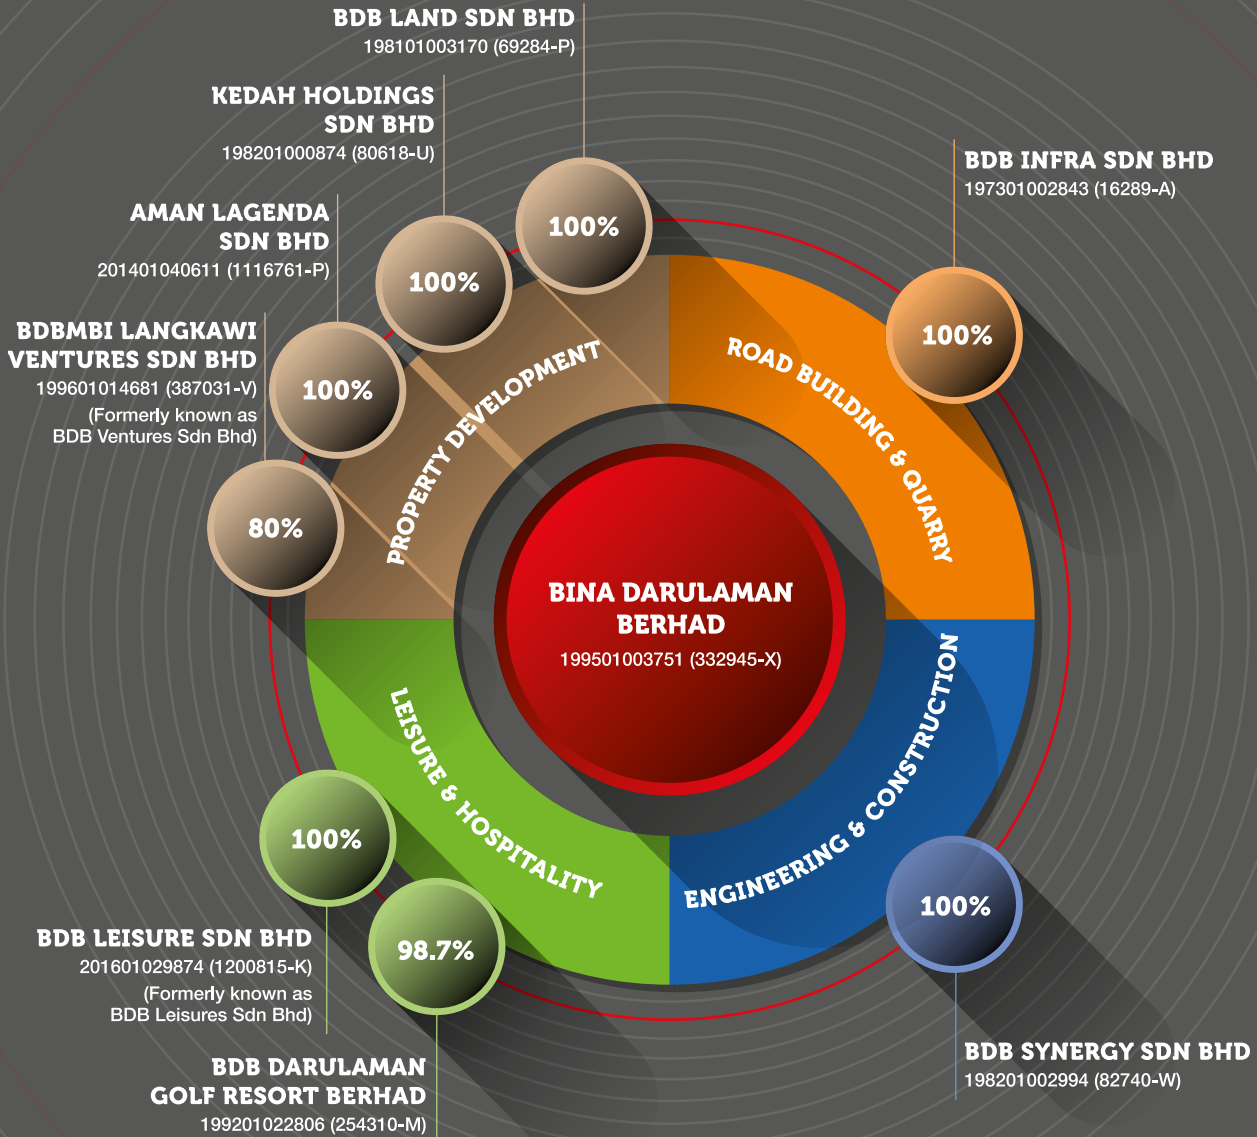 BDB LAND SDN BHD
198101003170 (69284-P)
100%
KEDAH HOLDINGS
SDN BHD
198201000874 (80618-U)
100%
AMAN LAGENDA
SDN BHD
201401040611 (1116761-P)
100%
BDBMBI LANGKAWI
VENTURES SDN BHD
199601014681 (387031-V)
(Formerly known as
BDB Ventures Sdn Bhd)
80%
PROPERTY DEVELOPMENT
BDB INFRA SDN BHD
197301002843 (16289-A)
100%
ROAD BUILDING & QUARRY
BINA DARULAMAN
BERHAD
199501003751 (332945-X)
LEISURE & HOSPITALITY
100%
BDB LEISURE SDN BHD
201601029874 (1200815-K)
(Formerly known as
BDB Leisures Sdn Bhd)
98.7%
BDB DARULAMAN
GOLF RESORT BERHAD
199201022806 (254310-M)
ENGINEERING & CONSTRUCTION
100%
BDB SYNERGY SDN BHD
198201002994 (82740-W)